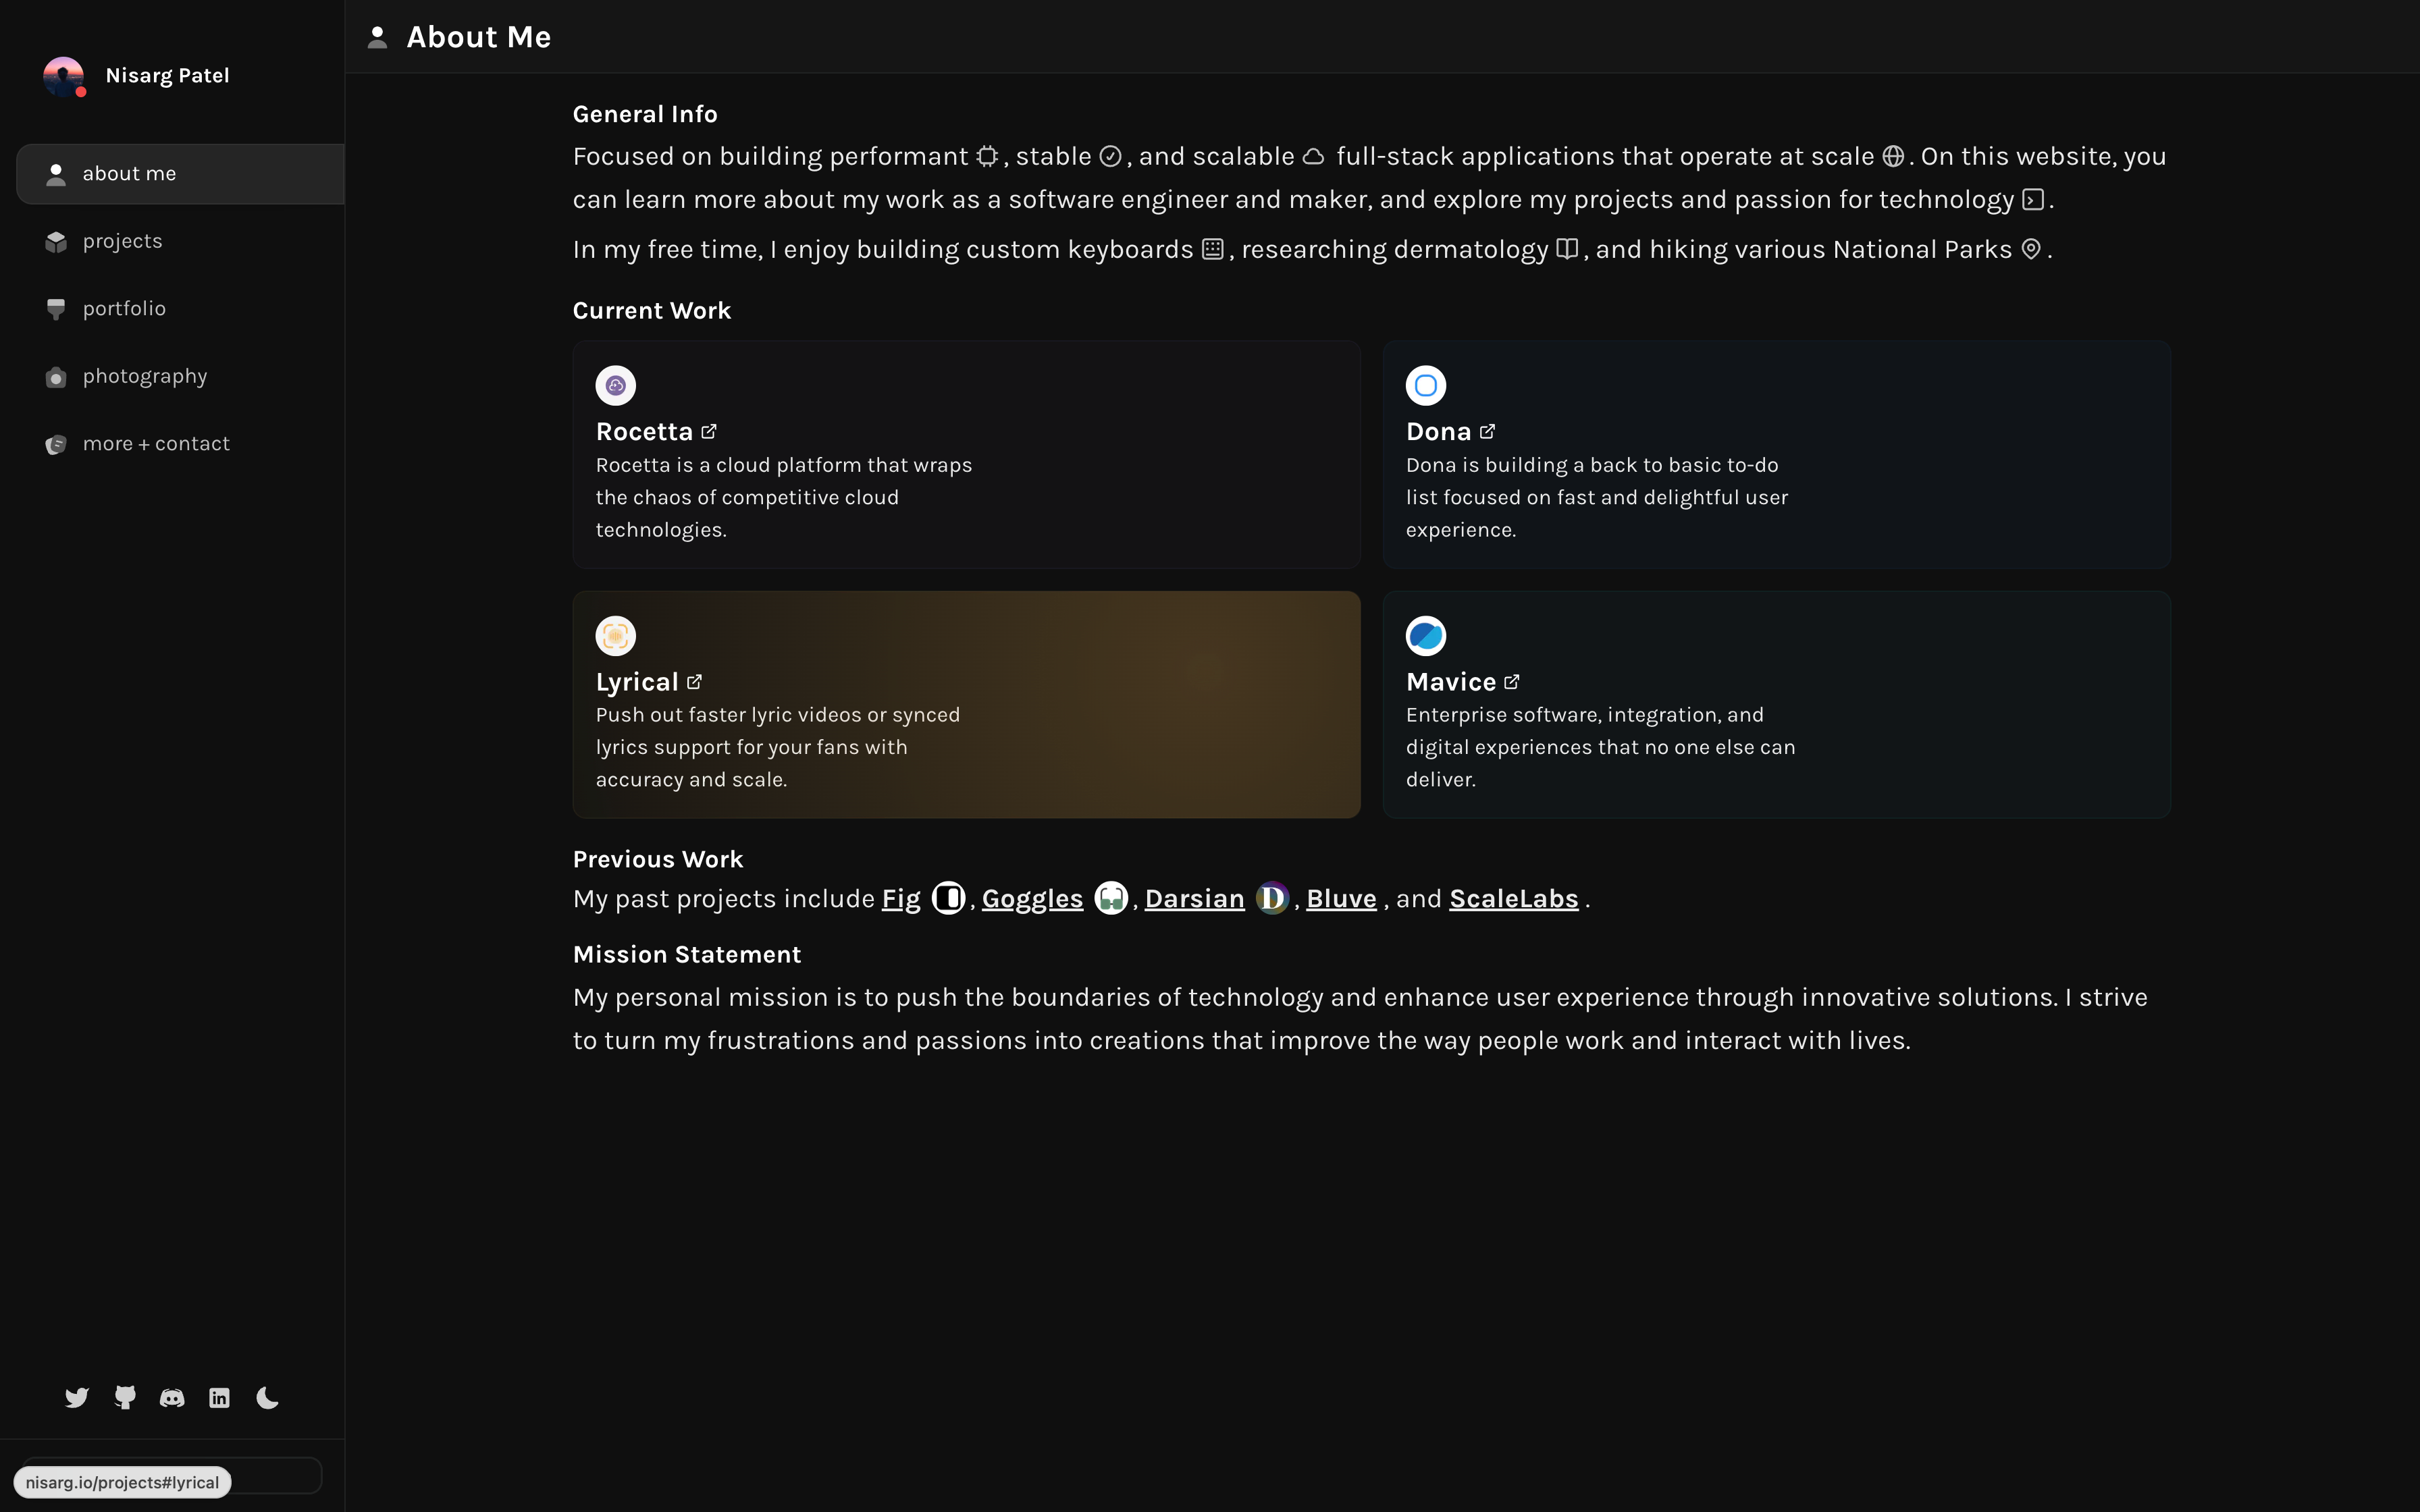 Nisarg Patel
about me
projects
portfolio
photography
more + contact
nisarg.io/projects#lyrical
About Me
General Info
Focused on building performant , stable , and scalable full-stack applications that operate at scale . On this website, you
can learn more about my work as a software engineer and maker, and explore my projects and passion for technology .
In my free time, I enjoy building custom keyboards , researching dermatology , and hiking various National Parks .
Current Work
Rocetta
Rocetta is a cloud platform that wraps
the chaos of competitive cloud
technologies.
Dona
Dona is building a back to basic to-do
list focused on fast and delightful user
experience.
Lyrical
Push out faster lyric videos or synced
lyrics support for your fans with
accuracy and scale.
Mavice
Enterprise software, integration, and
digital experiences that no one else can
deliver.
Previous Work
My past projects include Fig , Goggles , Darsian D , Bluve , and ScaleLabs .
Mission Statement
My personal mission is to push the boundaries of technology and enhance user experience through innovative solutions. I strive
to turn my frustrations and passions into creations that improve the way people work and interact with lives.